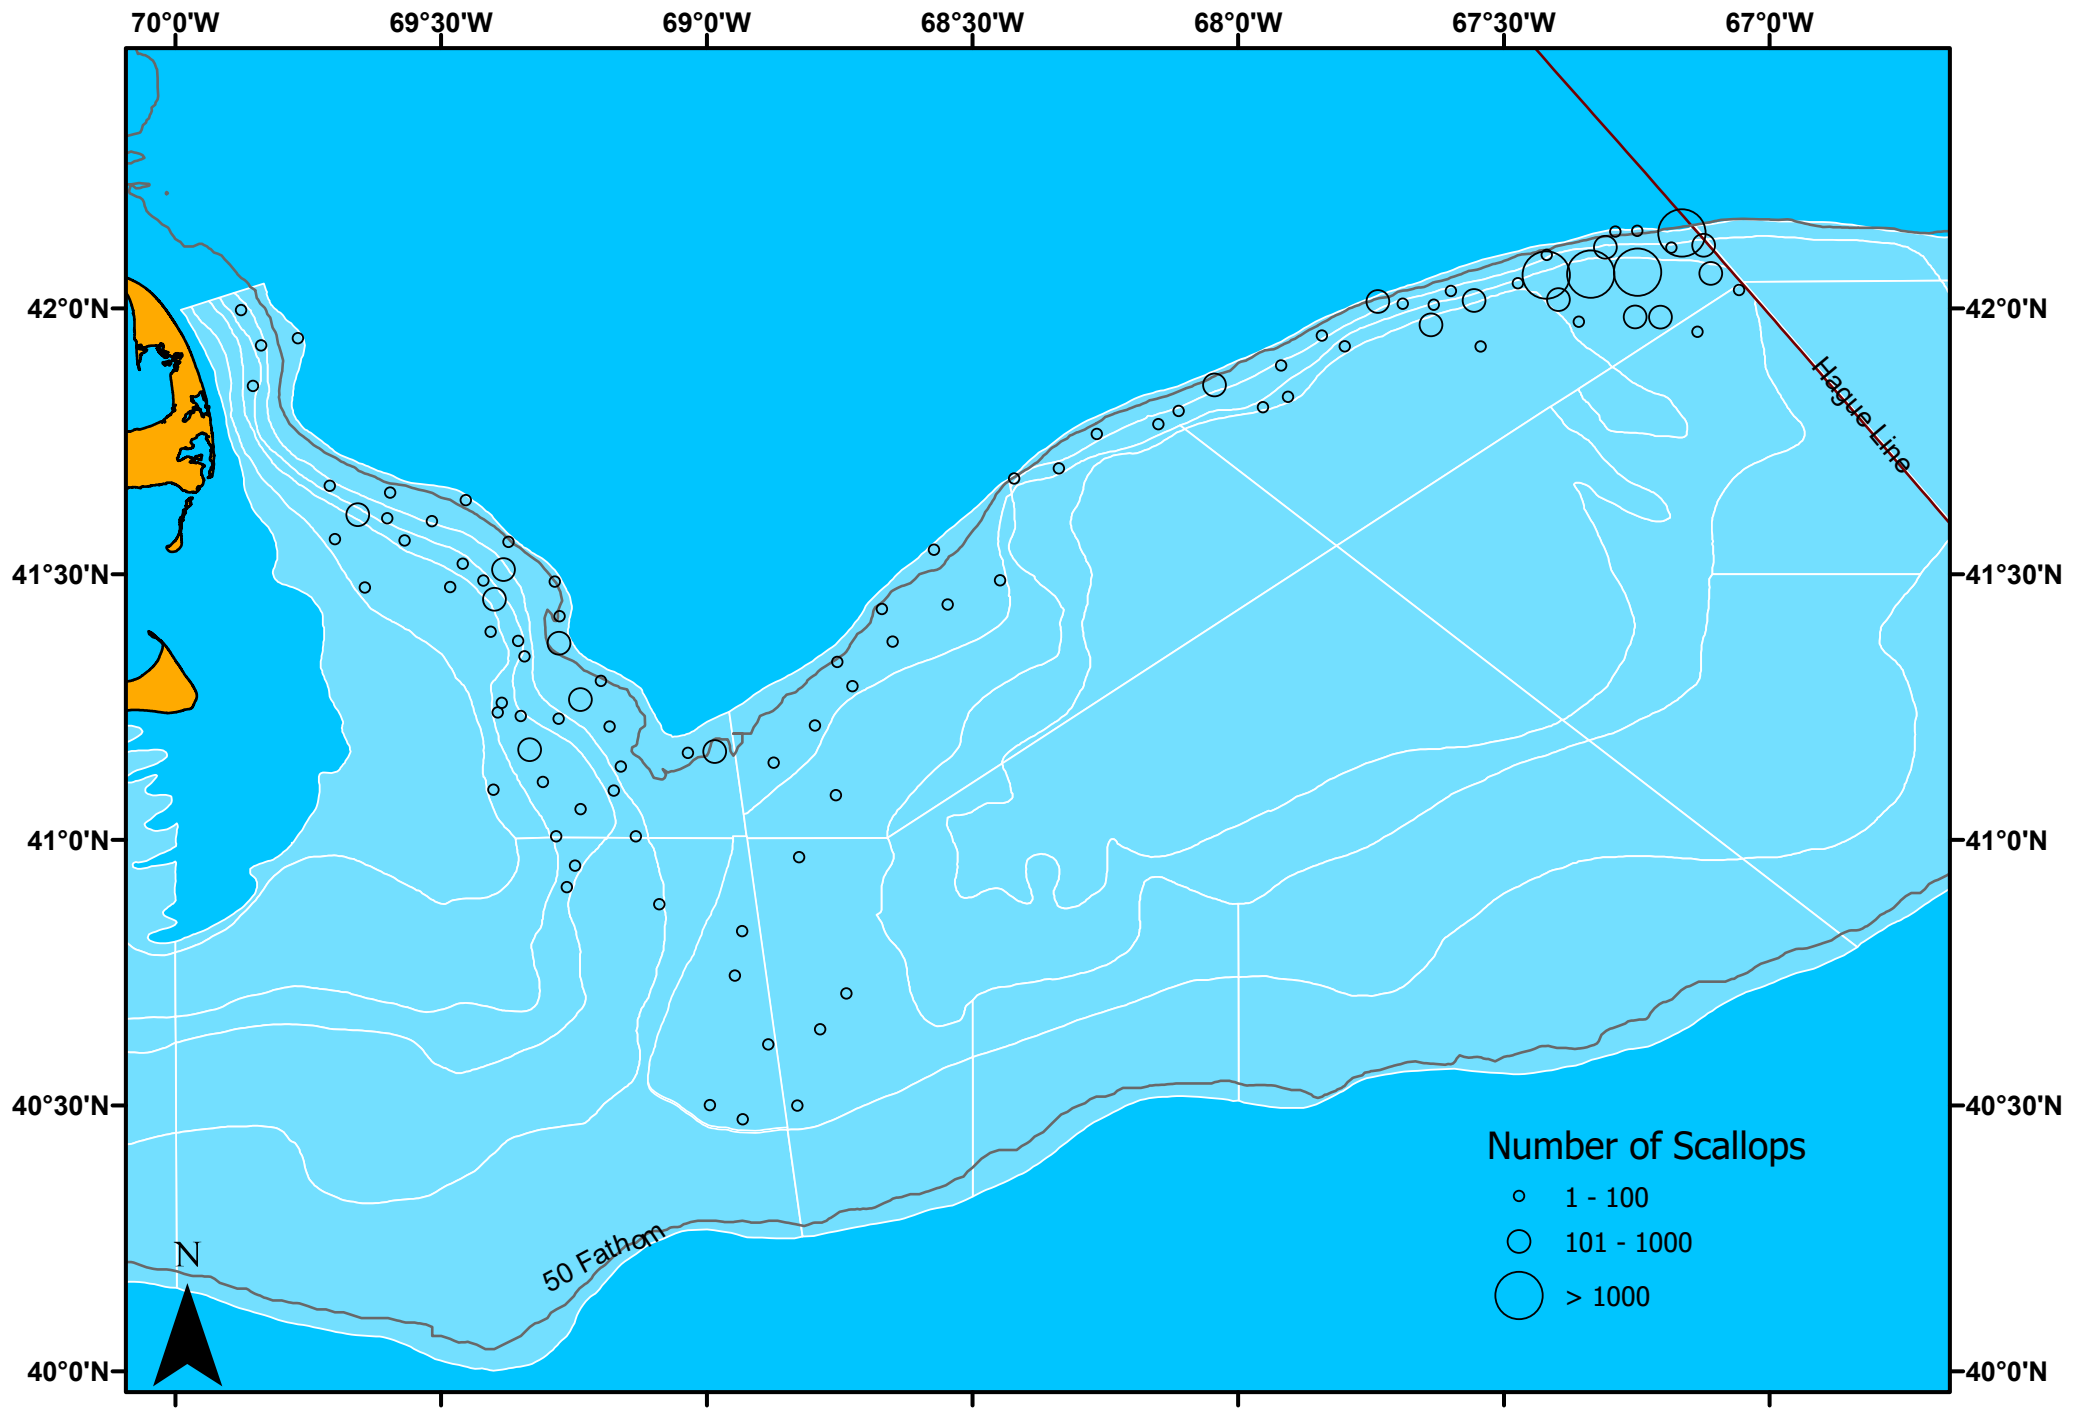 70°0'W 69°30'W 69°0'W 68°30'W 68°0'W 67°30'W 67°0'W
42°0'N 42°0'N
Hague Line
41°30'N 41°30'N
41°0'N 41°0'N
40°30'N 40°30'N
Number of Scallops
1 - 100
101 - 1000
> 1000
50 Fathom
N
40°0'N 40°0'N